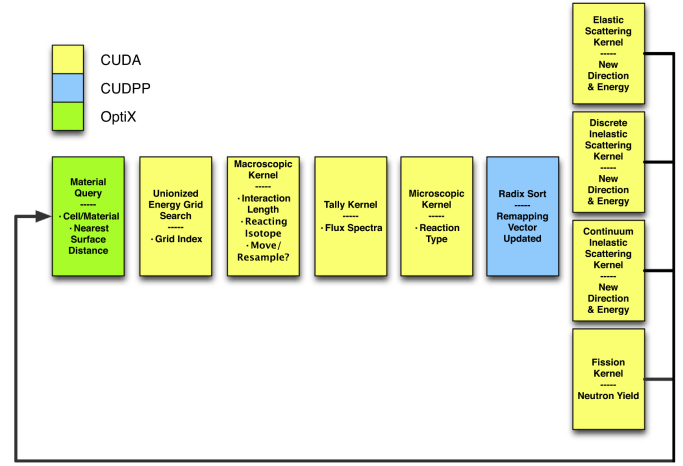 CUDA
CUDPP
OptiX
Material
Query
-----
· Cell/Material
· Nearest
Surface
Distance
Unionized
Energy Grid
Search
-----
· Grid Index
Macroscopic
Kernel
-----
· Interaction
Length
· Reacting
Isotope
· Move/
Resample?
Tally Kernel
-----
· Flux Spectra
Microscopic
Kernel
-----
· Reaction
Type
Radix Sort
-----
Remapping
Vector
Updated
Elastic
Scattering
Kernel
-----
New
Direction
& Energy
Discrete
Inelastic
Scattering
Kernel
-----
New
Direction
& Energy
Continuum
Inelastic
Scattering
Kernel
-----
New
Direction
& Energy
Fission
Kernel
-----
Neutron Yield